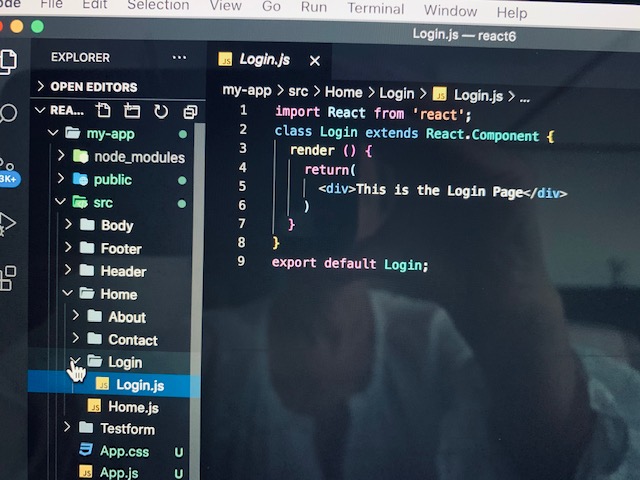 ode File Edit Selection View Go Run Terminal Window Help
Login.js — react6
EXPLORER ...
OPEN EDITORS
REA...
my-app
node_modules
public
src
Body
Footer
Header
Home
About
Contact
Login
Login.js
Home.js
Testform
App.css U
App.js U
3K+
JS Login.js ×
my-app > src > Home > Login > JS Login.js > ...
1 import React from 'react';
2 class Login extends React.Component {
3 render () {
4 return(
5 <div>This is the Login Page</div>
6 )
7 }
8 }
9 export default Login;